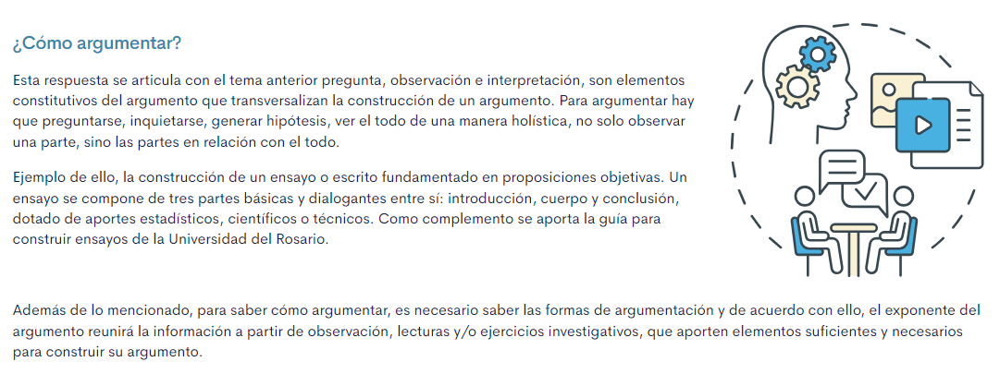 ¿Cómo argumentar?
Esta respuesta se articula con el tema anterior pregunta, observación e interpretación, son elementos
constitutivos del argumento que transversalizan la construcción de un argumento. Para argumentar hay
que preguntarse, inquietarse, generar hipótesis, ver el todo de una manera holística, no solo observar
una parte, sino las partes en relación con el todo.
Ejemplo de ello, la construcción de un ensayo o escrito fundamentado en proposiciones objetivas. Un
ensayo se compone de tres partes básicas y dialogantes entre sí: introducción, cuerpo y conclusión,
dotado de aportes estadísticos, científicos o técnicos. Como complemento se aporta la guía para
construir ensayos de la Universidad del Rosario.
Además de lo mencionado, para saber cómo argumentar, es necesario saber las formas de argumentación y de acuerdo con ello, el exponente del
argumento reunirá la información a partir de observación, lecturas y/o ejercicios investigativos, que aporten elementos suficientes y necesarios
para construir su argumento.